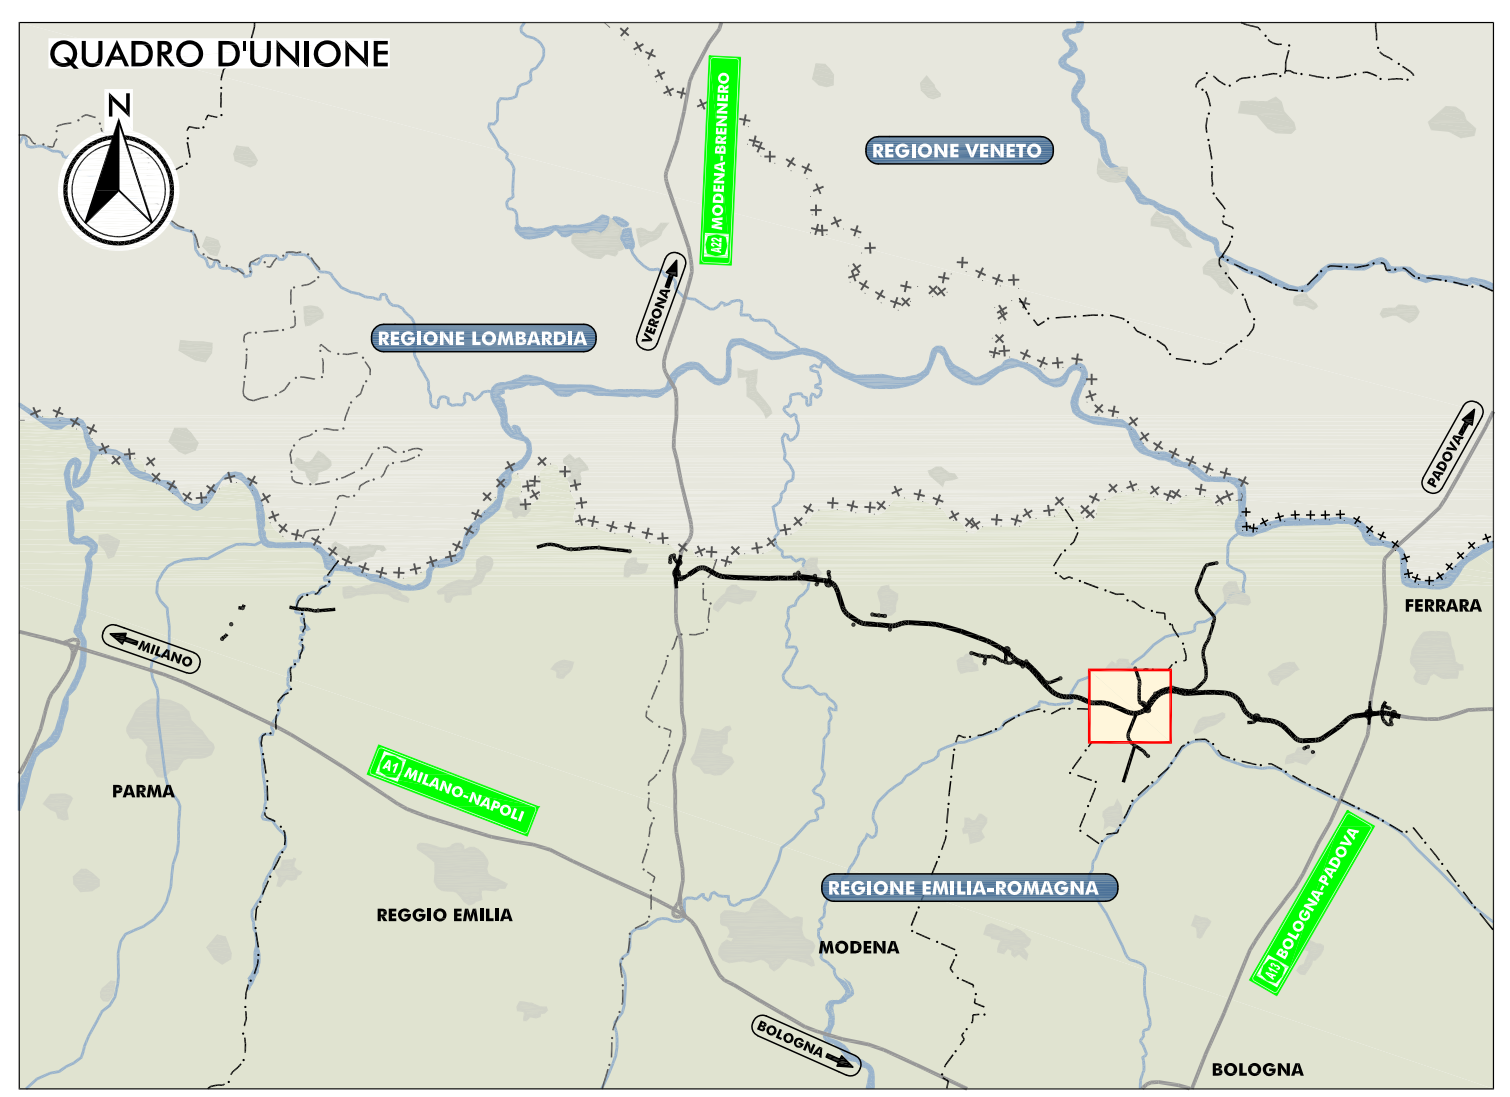 QUADRO D'UNIONE
N
A22 MODENA-BRENNERO
REGIONE VENETO
VERONA
REGIONE LOMBARDIA
PADOVA
FERRARA
MILANO
PARMA
A1 MILANO-NAPOLI
REGGIO EMILIA
REGIONE EMILIA-ROMAGNA
A13 BOLOGNA-PADOVA
MODENA
BOLOGNA
BOLOGNA